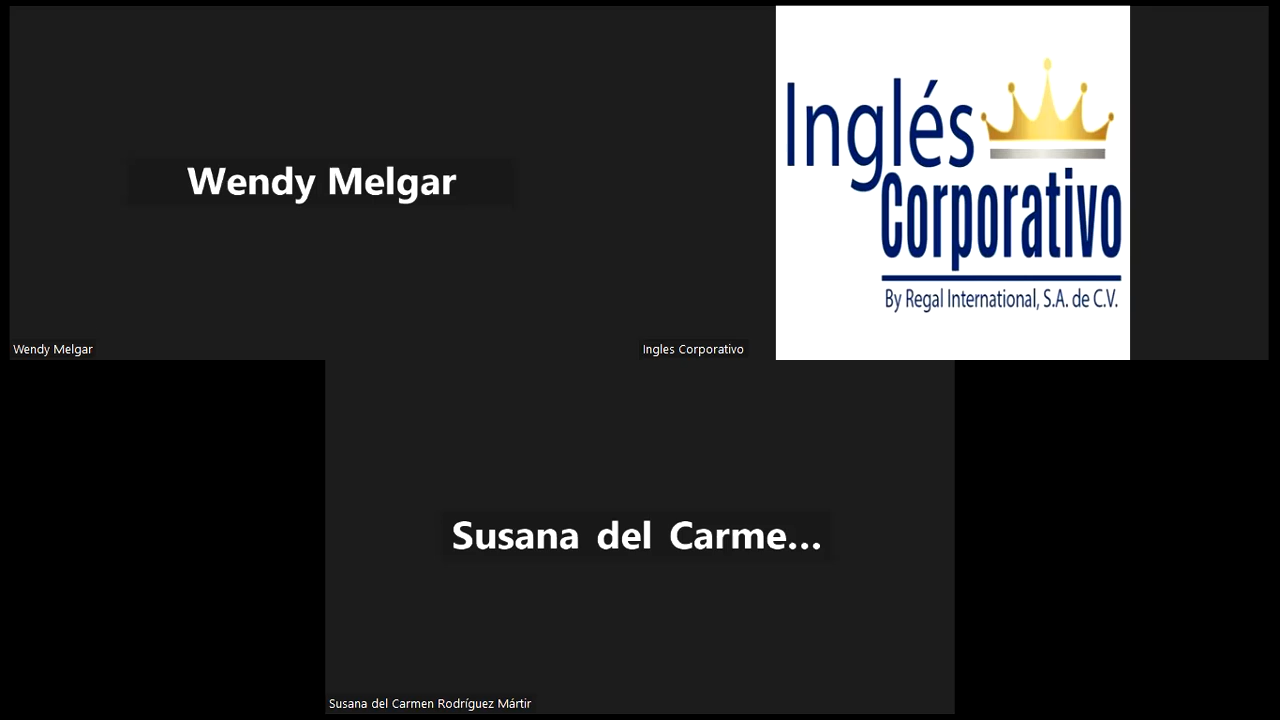 Wendy Melgar
Inglés
Corporativo
By Regal International, S.A. de C.V.
Wendy Melgar
Ingles Corporativo
Susana del Carme...
Susana del Carmen Rodríguez Mártir